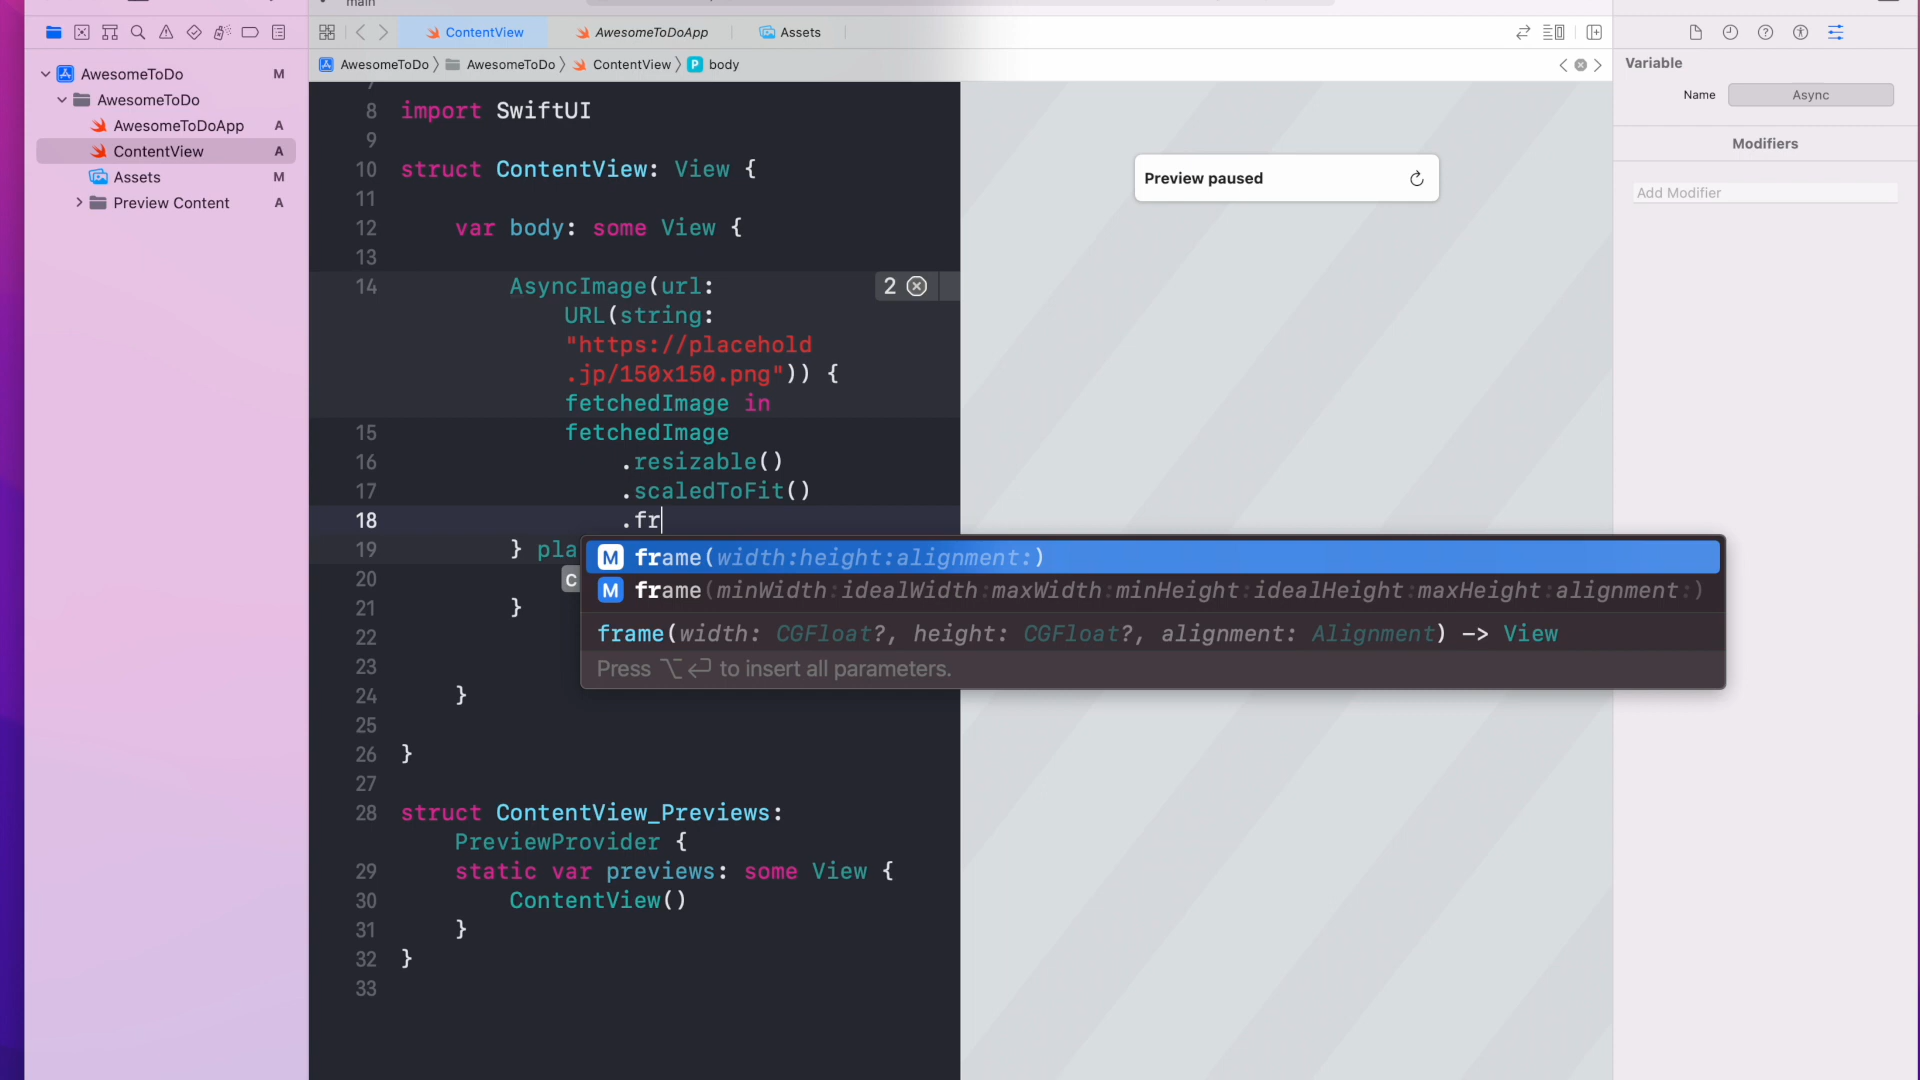 main
ContentView
AwesomeToDoApp
Assets
AwesomeToDo
AwesomeToDo
ContentView
body
AwesomeToDo M
AwesomeToDo
AwesomeToDoApp A
ContentView A
Assets M
Preview Content A
8 import SwiftUI
9
10 struct ContentView: View {
11
12 var body: some View {
13
14 AsyncImage(url: 2
URL(string:
"https://placehold
.jp/150x150.png")) {
fetchedImage in
15 fetchedImage
16 .resizable()
17 .scaledToFit()
18 .fr
19 } pla
20 C
21 }
22
23
24 }
25
26 }
27
28 struct ContentView_Previews:
PreviewProvider {
29 static var previews: some View {
30 ContentView()
31 }
32 }
33
M frame(width:height:alignment:)
M frame(minWidth:idealWidth:maxWidth:minHeight:idealHeight:maxHeight:alignment:)
frame(width: CGFloat?, height: CGFloat?, alignment: Alignment) -> View
Press ⌥⏎ to insert all parameters.
Preview paused
Variable
Name Async
Modifiers
Add Modifier